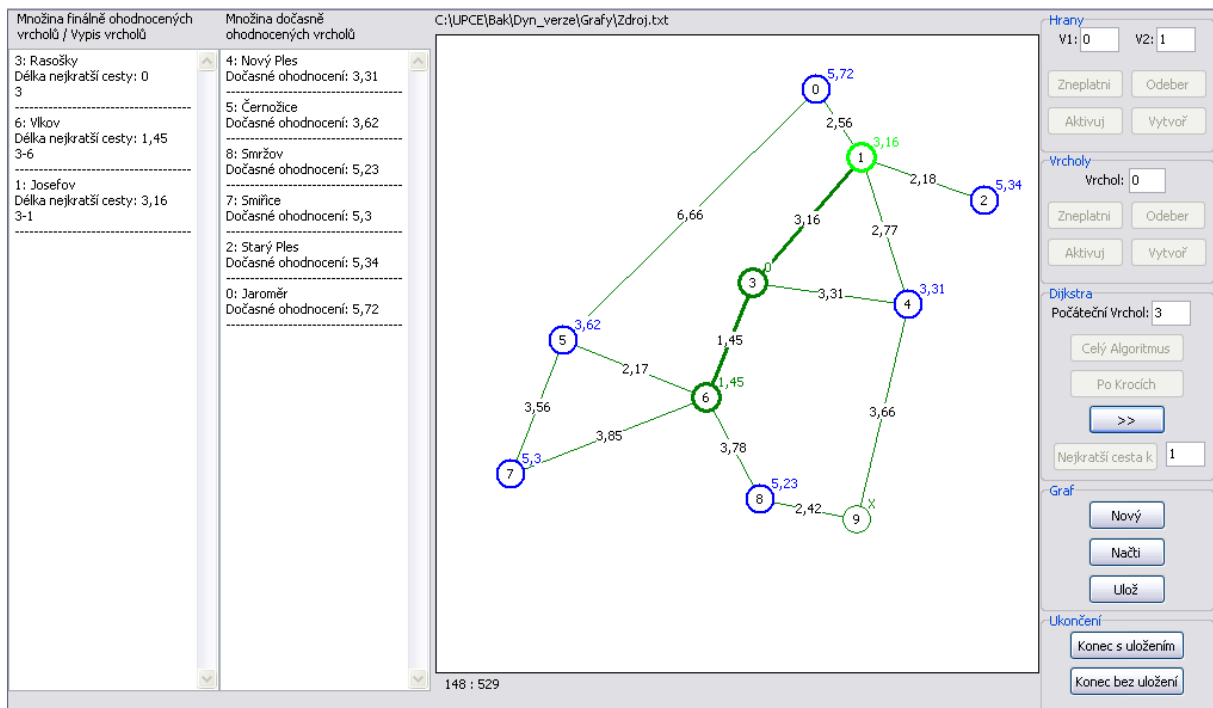 Množina finálně ohodnocených
vrcholů / Vypis vrcholů
3: Rasošky
Délka nejkratší cesty: 0
3
------------------------------------
6: Vlkov
Délka nejkratší cesty: 1,45
3-6
------------------------------------
1: Josefov
Délka nejkratší cesty: 3,16
3-1
------------------------------------
Množina dočasně
ohodnocených vrcholů
4: Nový Ples
Dočasné ohodnocení: 3,31
------------------------------------
5: Černožice
Dočasné ohodnocení: 3,62
------------------------------------
8: Smržov
Dočasné ohodnocení: 5,23
------------------------------------
7: Smiřice
Dočasné ohodnocení: 5,3
------------------------------------
2: Starý Ples
Dočasné ohodnocení: 5,34
------------------------------------
0: Jaroměr
Dočasné ohodnocení: 5,72
------------------------------------
C:\UPCE\Bak\Dyn_verze\Grafy\Zdroj.txt
5,72
0
2,56
3,16
1
2,18
5,34
2
6,66
3,16
2,77
0
3
3,31
3,31
4
3,62
5
1,45
2,17
1,45
6
3,56
3,85
3,78
3,66
5,3
7
5,23
8
2,42
X
9
148 : 529
Hrany
V1: 0 V2: 1
Zneplatni Odeber
Aktivuj Vytvoř
Vrcholy
Vrchol: 0
Zneplatni Odeber
Aktivuj Vytvoř
Dijkstra
Počáteční Vrchol: 3
Celý Algoritmus
Po Krocích
>>
Nejkratší cesta k 1
Graf
Nový
Načti
Ulož
Ukončení
Konec s uložením
Konec bez uložení